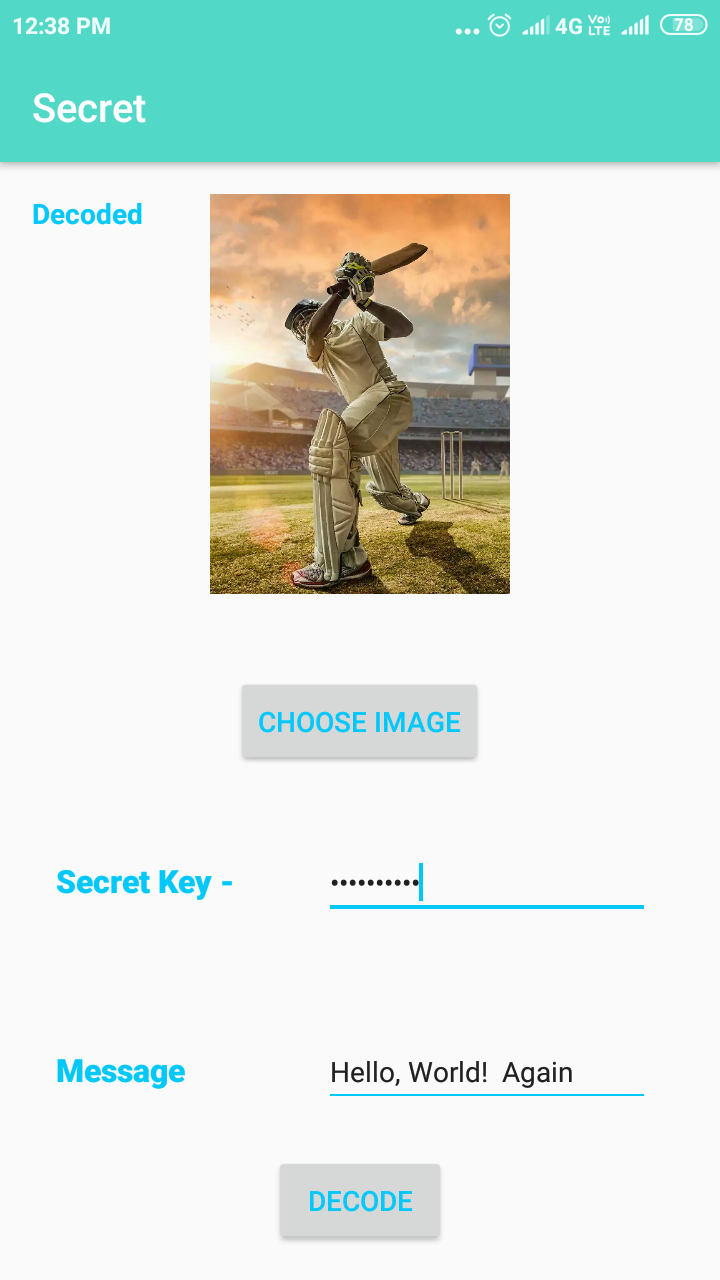 12:38 PM ... 4G Vo)) LTE 78
Secret
Decoded
CHOOSE IMAGE
Secret Key - ••••••••••
Message Hello, World!  Again
DECODE